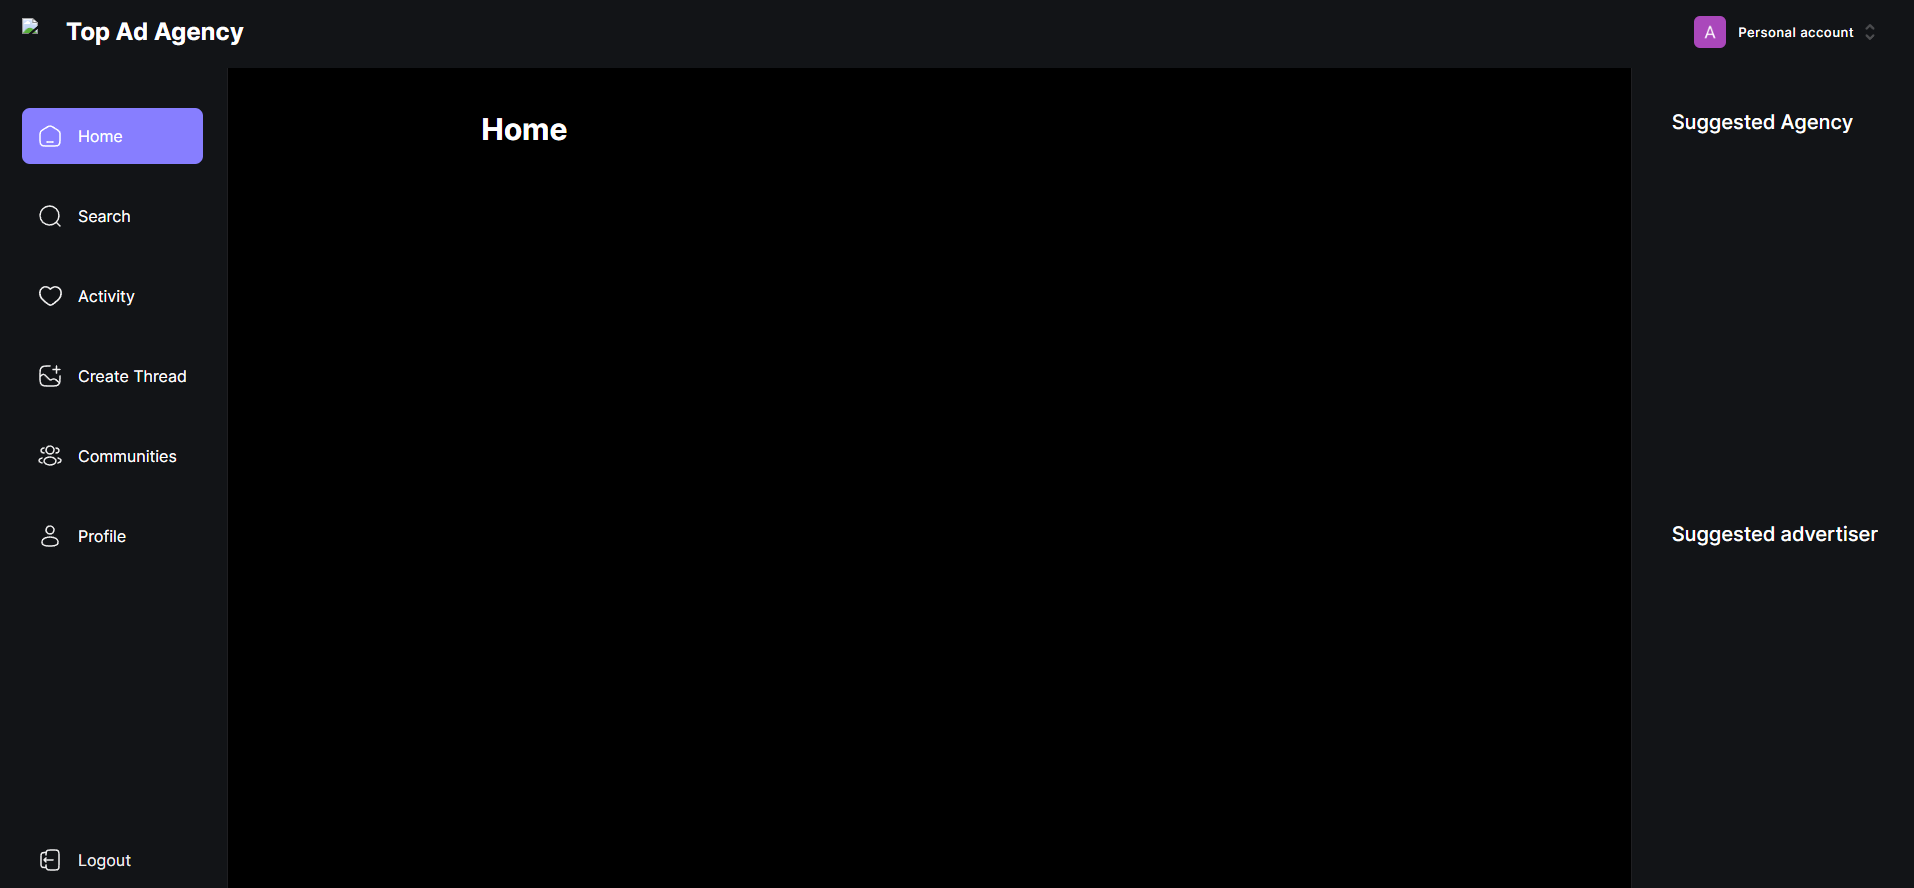 Top Ad Agency
A
Personal account
Home
Search
Activity
Create Thread
Communities
Profile
Logout
Home
Suggested Agency
Suggested advertiser